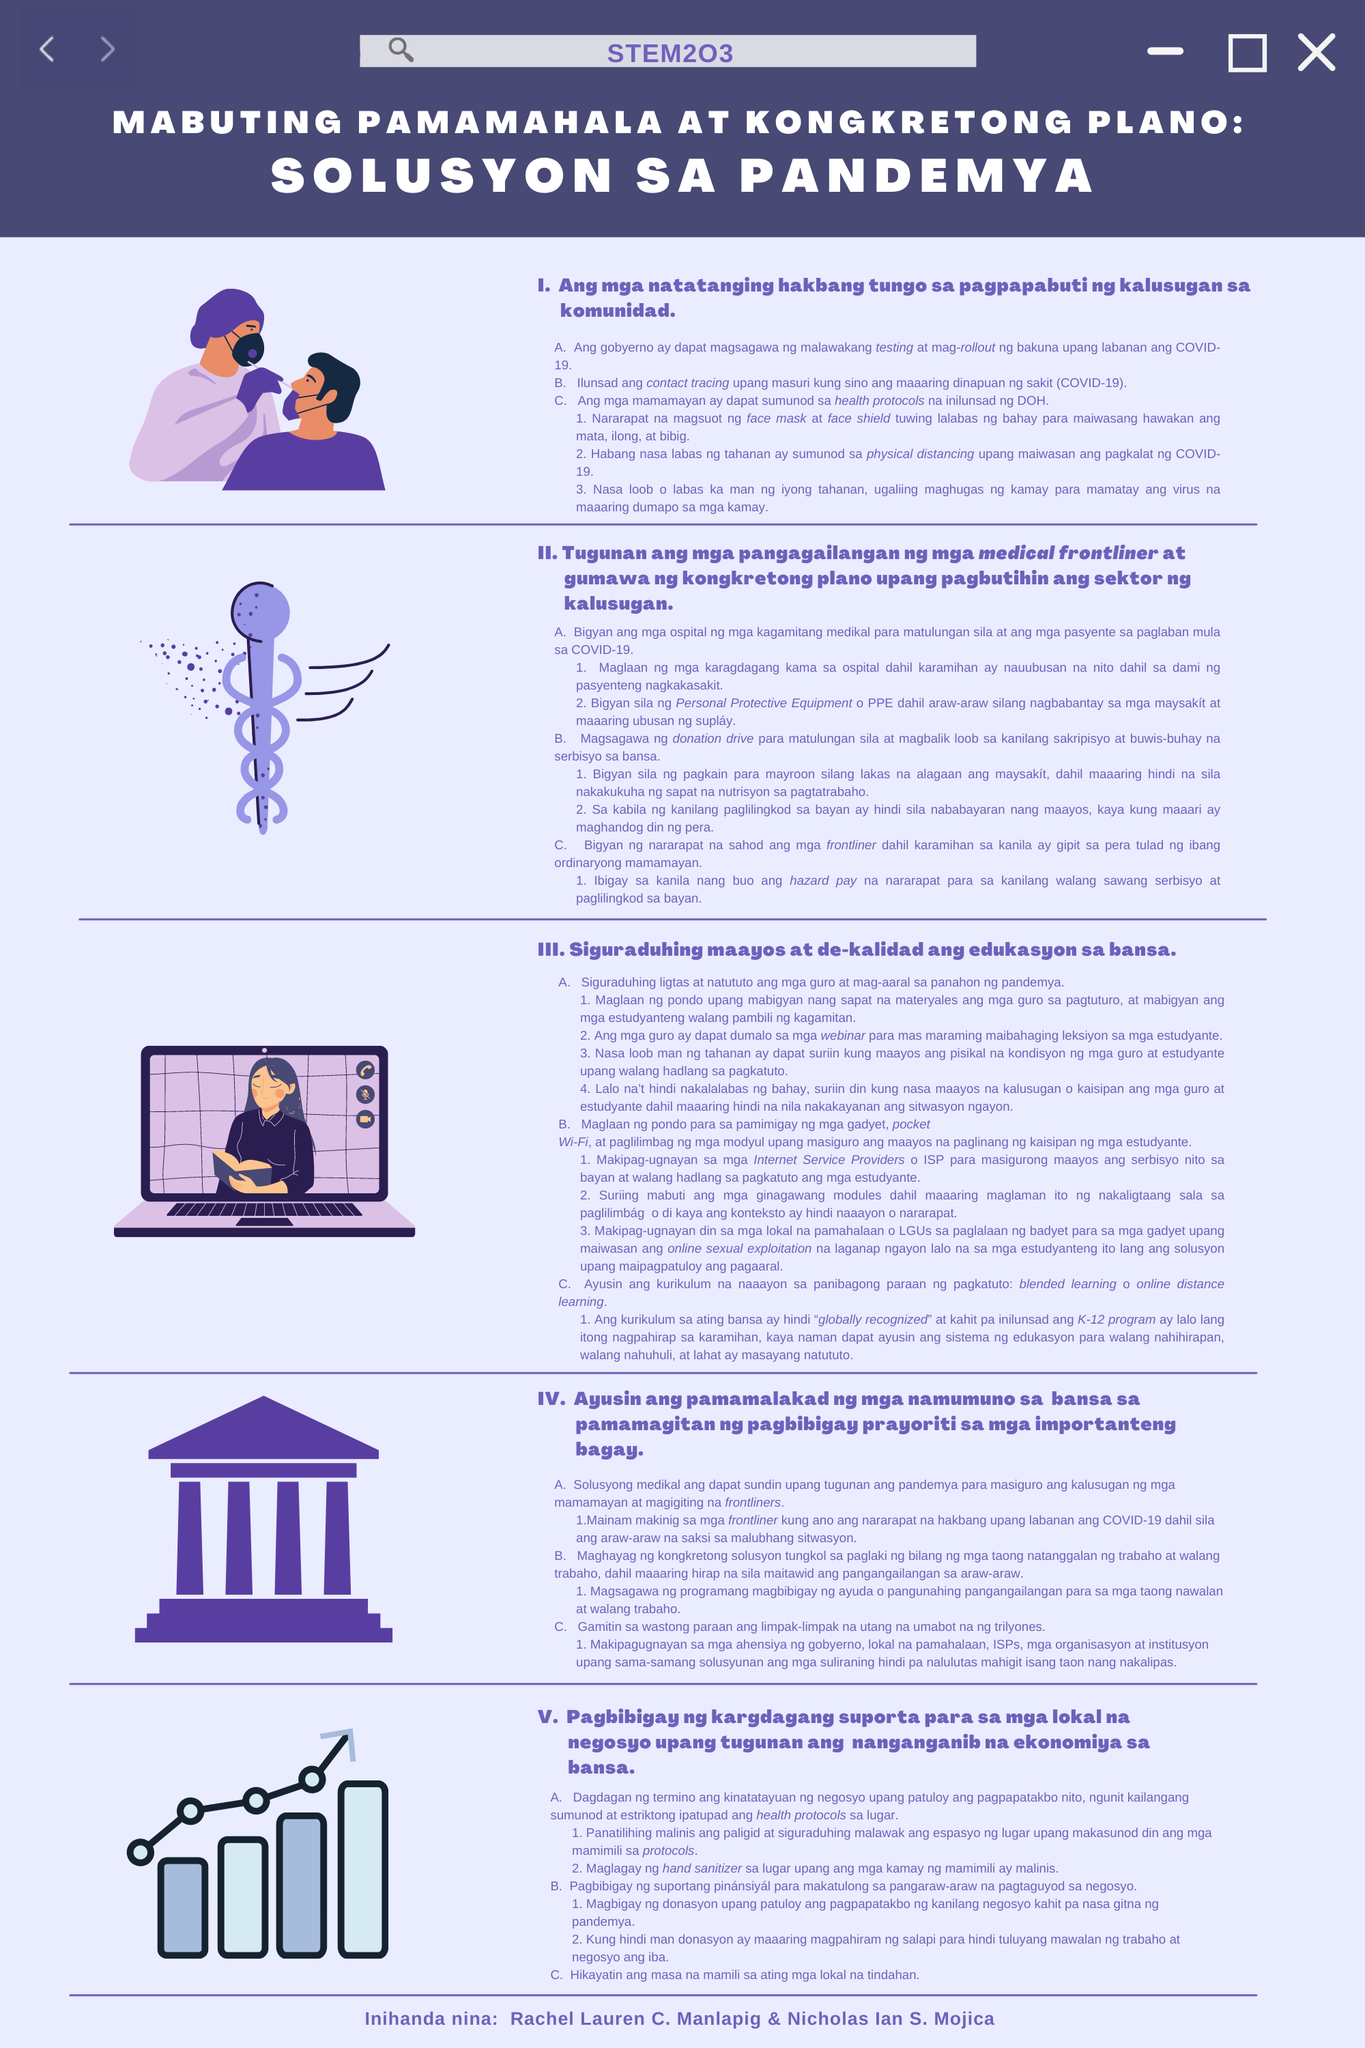 STEM2O3
MABUTING PAMAMAHALA AT KONGKRETONG PLANO:
SOLUSYON SA PANDEMYA
I. Ang mga natatanging hakbang tungo sa pagpapabuti ng kalusugan sa
komunidad.
A. Ang gobyerno ay dapat magsagawa ng malawakang testing at mag-rollout ng bakuna upang labanan ang COVID-
19.
B. Ilunsad ang contact tracing upang masuri kung sino ang maaaring dinapuan ng sakit (COVID-19).
C. Ang mga mamamayan ay dapat sumunod sa health protocols na inilunsad ng DOH.
1. Nararapat na magsuot ng face mask at face shield tuwing lalabas ng bahay para maiwasang hawakan ang
mata, ilong, at bibig.
2. Habang nasa labas ng tahanan ay sumunod sa physical distancing upang maiwasan ang pagkalat ng COVID-
19.
3. Nasa loob o labas ka man ng iyong tahanan, ugaliing maghugas ng kamay para mamatay ang virus na
maaaring dumapo sa mga kamay.
II. Tugunan ang mga pangagailangan ng mga medical frontliner at
gumawa ng kongkretong plano upang pagbutihin ang sektor ng
kalusugan.
A. Bigyan ang mga ospital ng mga kagamitang medikal para matulungan sila at ang mga pasyente sa paglaban mula
sa COVID-19.
1. Maglaan ng mga karagdagang kama sa ospital dahil karamihan ay nauubusan na nito dahil sa dami ng
pasyenteng nagkakasakit.
2. Bigyan sila ng Personal Protective Equipment o PPE dahil araw-araw silang nagbabantay sa mga maysakít at
maaaring ubusan ng supláy.
B. Magsagawa ng donation drive para matulungan sila at magbalik loob sa kanilang sakripisyo at buwis-buhay na
serbisyo sa bansa.
1. Bigyan sila ng pagkain para mayroon silang lakas na alagaan ang maysakít, dahil maaaring hindi na sila
nakakukuha ng sapat na nutrisyon sa pagtatrabaho.
2. Sa kabila ng kanilang paglilingkod sa bayan ay hindi sila nababayaran nang maayos, kaya kung maaari ay
maghandog din ng pera.
C. Bigyan ng nararapat na sahod ang mga frontliner dahil karamihan sa kanila ay gipit sa pera tulad ng ibang
ordinaryong mamamayan.
1. Ibigay sa kanila nang buo ang hazard pay na nararapat para sa kanilang walang sawang serbisyo at
paglilingkod sa bayan.
III. Siguraduhing maayos at de-kalidad ang edukasyon sa bansa.
A. Siguraduhing ligtas at natututo ang mga guro at mag-aaral sa panahon ng pandemya.
1. Maglaan ng pondo upang mabigyan nang sapat na materyales ang mga guro sa pagtuturo, at mabigyan ang
mga estudyanteng walang pambili ng kagamitan.
2. Ang mga guro ay dapat dumalo sa mga webinar para mas maraming maibahaging leksiyon sa mga estudyante.
3. Nasa loob man ng tahanan ay dapat suriin kung maayos ang pisikal na kondisyon ng mga guro at estudyante
upang walang hadlang sa pagkatuto.
4. Lalo na't hindi nakalalabas ng bahay, suriin din kung nasa maayos na kalusugan o kaisipan ang mga guro at
estudyante dahil maaaring hindi na nila nakakayanan ang sitwasyon ngayon.
B. Maglaan ng pondo para sa pamimigay ng mga gadyet, pocket
Wi-Fi, at paglilimbag ng mga modyul upang masiguro ang maayos na paglinang ng kaisipan ng mga estudyante.
1. Makipag-ugnayan sa mga Internet Service Providers o ISP para masigurong maayos ang serbisyo nito sa
bayan at walang hadlang sa pagkatuto ang mga estudyante.
2. Suriing mabuti ang mga ginagawang modules dahil maaaring maglaman ito ng nakaligtaang sala sa
paglilimbág o di kaya ang konteksto ay hindi naaayon o nararapat.
3. Makipag-ugnayan din sa mga lokal na pamahalaan o LGUs sa paglalaan ng badyet para sa mga gadyet upang
maiwasan ang online sexual exploitation na laganap ngayon lalo na sa mga estudyanteng ito lang ang solusyon
upang maipagpatuloy ang pagaaral.
C. Ayusin ang kurikulum na naaayon sa panibagong paraan ng pagkatuto: blended learning o online distance
learning.
1. Ang kurikulum sa ating bansa ay hindi “globally recognized” at kahit pa inilunsad ang K-12 program ay lalo lang
itong nagpahirap sa karamihan, kaya naman dapat ayusin ang sistema ng edukasyon para walang nahihirapan,
walang nahuhuli, at lahat ay masayang natututo.
IV. Ayusin ang pamamalakad ng mga namumuno sa bansa sa
pamamagitan ng pagbibigay prayoriti sa mga importanteng
bagay.
A. Solusyong medikal ang dapat sundin upang tugunan ang pandemya para masiguro ang kalusugan ng mga
mamamayan at magigiting na frontliners.
1.Mainam makinig sa mga frontliner kung ano ang nararapat na hakbang upang labanan ang COVID-19 dahil sila
ang araw-araw na saksi sa malubhang sitwasyon.
B. Maghayag ng kongkretong solusyon tungkol sa paglaki ng bilang ng mga taong natanggalan ng trabaho at walang
trabaho, dahil maaaring hirap na sila maitawid ang pangangailangan sa araw-araw.
1. Magsagawa ng programang magbibigay ng ayuda o pangunahing pangangailangan para sa mga taong nawalan
at walang trabaho.
C. Gamitin sa wastong paraan ang limpak-limpak na utang na umabot na ng trilyones.
1. Makipagugnayan sa mga ahensiya ng gobyerno, lokal na pamahalaan, ISPs, mga organisasyon at institusyon
upang sama-samang solusyunan ang mga suliraning hindi pa nalulutas mahigit isang taon nang nakalipas.
V. Pagbibigay ng kargdagang suporta para sa mga lokal na
negosyo upang tugunan ang nanganganib na ekonomiya sa
bansa.
A. Dagdagan ng termino ang kinatatayuan ng negosyo upang patuloy ang pagpapatakbo nito, ngunit kailangang
sumunod at estriktong ipatupad ang health protocols sa lugar.
1. Panatilihing malinis ang paligid at siguraduhing malawak ang espasyo ng lugar upang makasunod din ang mga
mamimili sa protocols.
2. Maglagay ng hand sanitizer sa lugar upang ang mga kamay ng mamimili ay malinis.
B. Pagbibigay ng suportang pinánsiyál para makatulong sa pangaraw-araw na pagtaguyod sa negosyo.
1. Magbigay ng donasyon upang patuloy ang pagpapatakbo ng kanilang negosyo kahit pa nasa gitna ng
pandemya.
2. Kung hindi man donasyon ay maaaring magpahiram ng salapi para hindi tuluyang mawalan ng trabaho at
negosyo ang iba.
C. Hikayatin ang masa na mamili sa ating mga lokal na tindahan.
Inihanda nina: Rachel Lauren C. Manlapig & Nicholas Ian S. Mojica